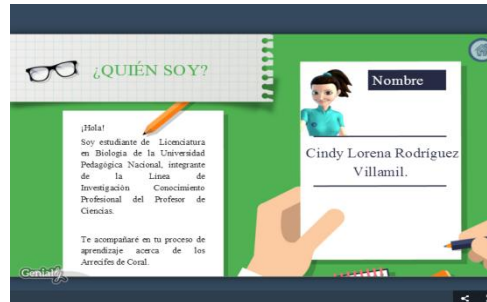 ¿QUIÉN SOY?
¡Hola!
Soy estudiante de Licenciatura
en Biología de la Universidad
Pedagógica Nacional, integrante
de la Línea de
Investigación Conocimiento
Profesional del Profesor de
Ciencias.
Te acompañaré en tu proceso de
aprendizaje acerca de los
Arrecifes de Coral.
Nombre
Cindy Lorena Rodriguez
Villamil.
Genially